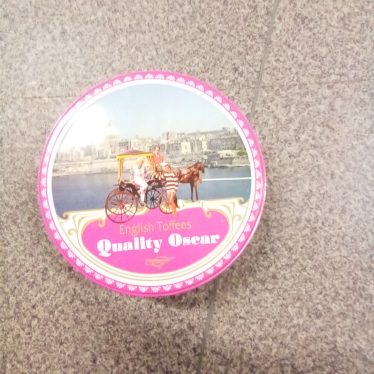 English Toffees
Quality Oscar